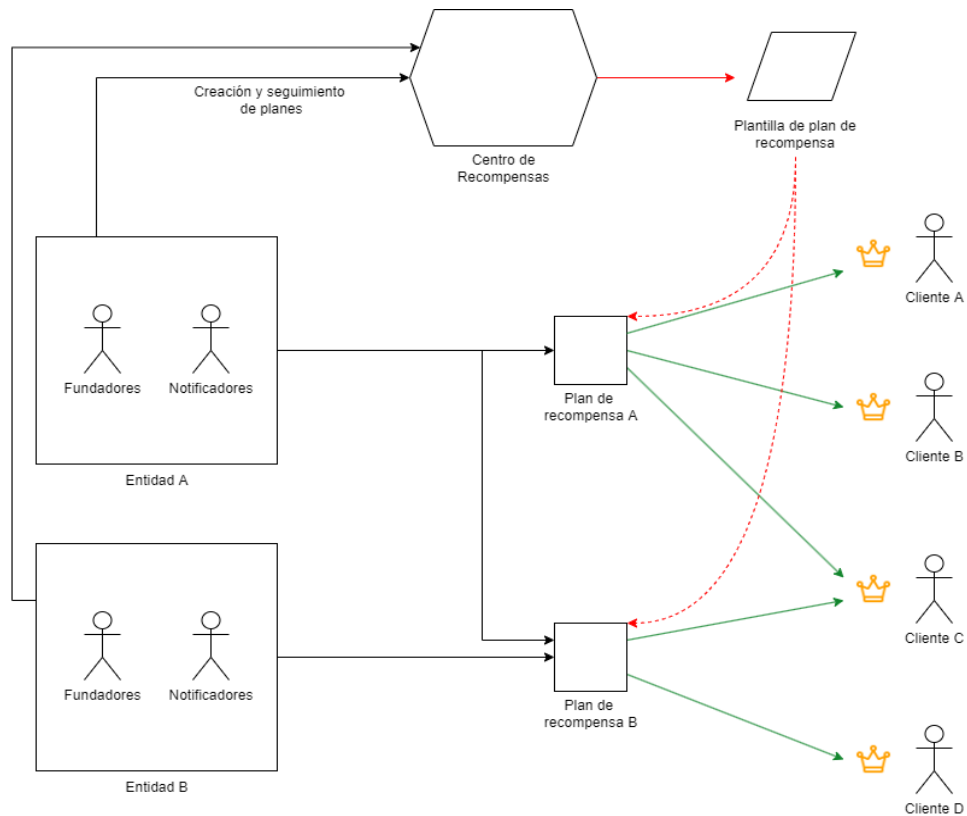 Creación y seguimiento
de planes
Centro de
Recompensas
Plantilla de plan de
recompensa
Cliente A
Fundadores
Notificadores
Entidad A
Plan de
recompensa A
Cliente B
Fundadores
Notificadores
Entidad B
Plan de
recompensa B
Cliente C
Cliente D